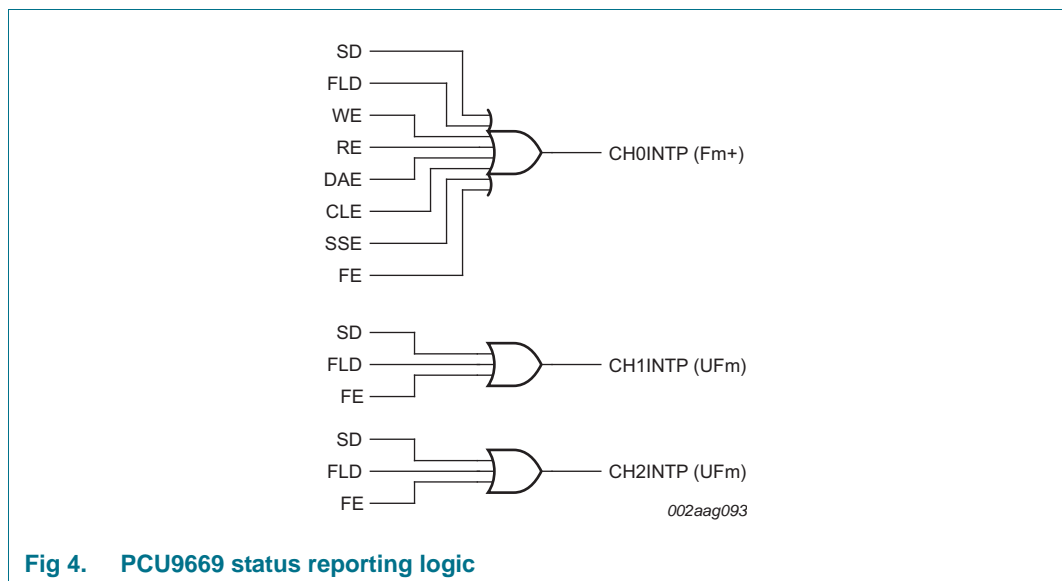 SD
FLD
WE
RE
DAE
CLE
SSE
FE
CH0INTP (Fm+)
SD
FLD
FE
CH1INTP (UFm)
SD
FLD
FE
CH2INTP (UFm)
002aag093
Fig 4. PCU9669 status reporting logic